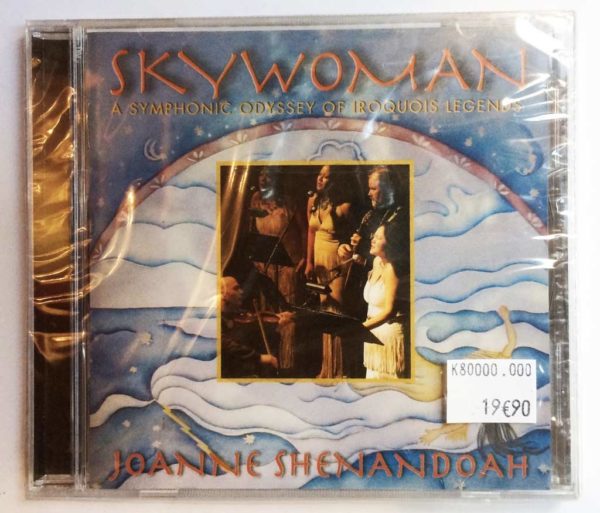 SKYWOMAN
A SYMPHONIC ODYSSEY OF IROQUOIS LEGENDS
K80000.000
19€90
JOANNE SHENANDOAH